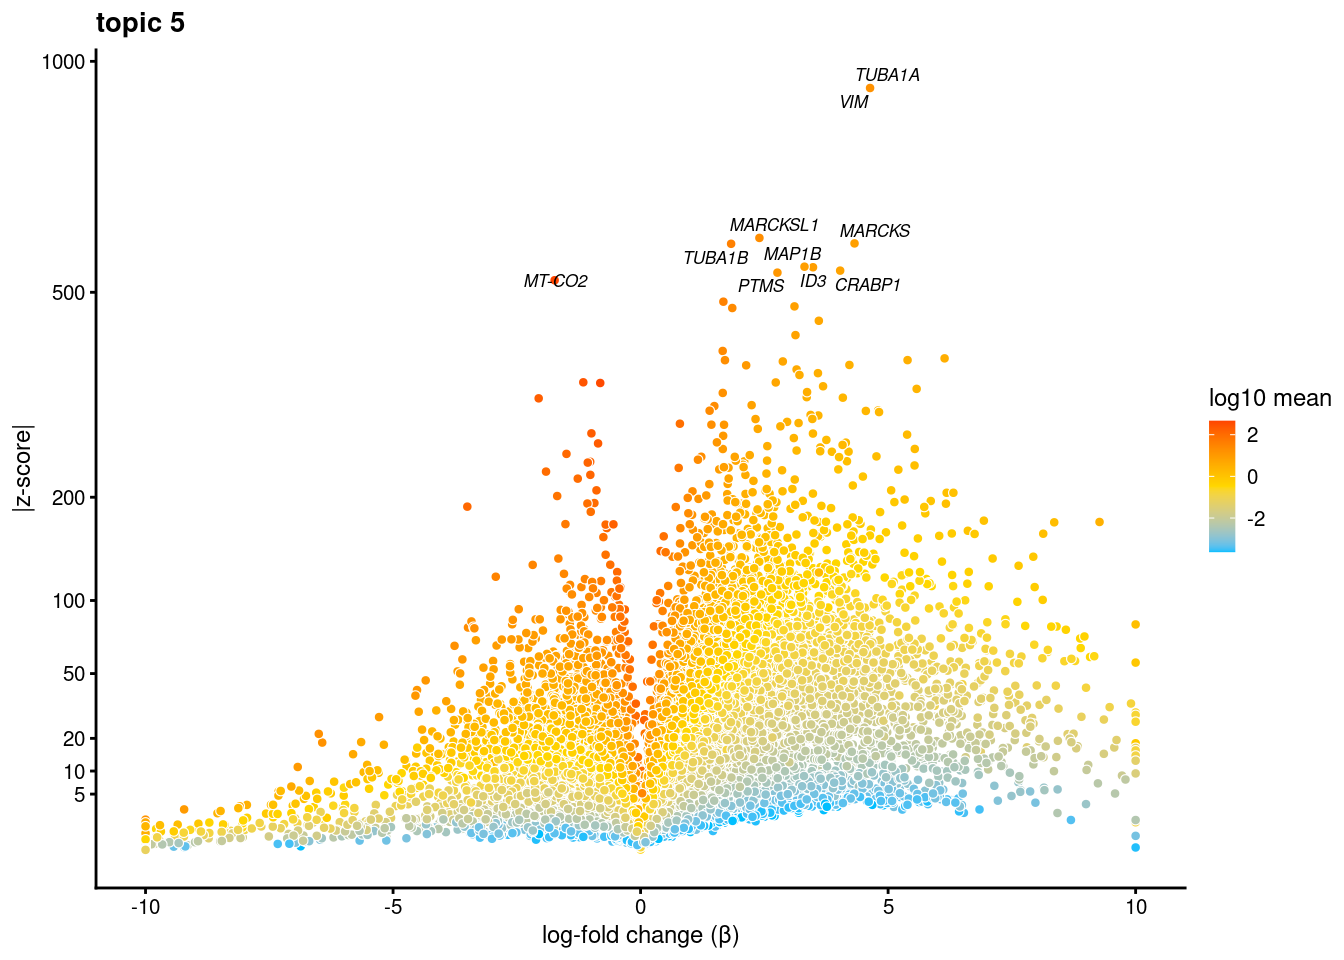 topic 5
1000
500
200
100
50
20
10
5
|z-score|
TUBA1A
VIM
MARCKSL1
MARCKS
TUBA1B
MAP1B
MT-CO2
PTMS
ID3
CRABP1
-10
-5
0
5
10
log-fold change (β)
log10 mean
2
0
-2